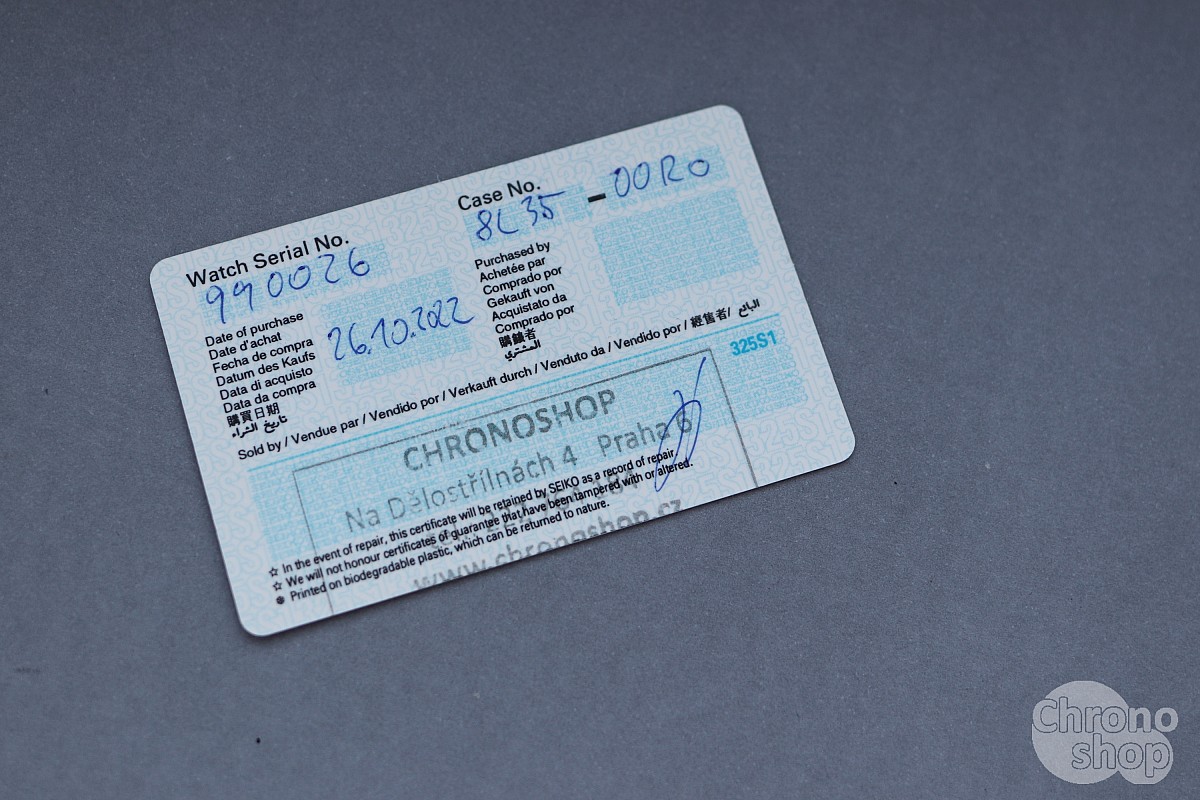 Watch Serial No.
990026
Case No.
8L35 - 00R0
Date of purchase
Date d'achat
Fecha de compra
Datum des Kaufs
Data di acquisto
Data da compra
購買日期
تاريخ الشراء
26.10.2022
Purchased by
Achetée par
Comprado por
Gekauft von
Acquistato da
Comprado por
購錶者
المشتري
Sold by / Vendue par / Vendido por / Verkauft durch / Venduto da / Vendido por / 經售者/ البائع
325S1
CHRONOSHOP
Na Dělostřílnách 4 Praha 6
www.chronoshop.cz
☆ In the event of repair, this certificate will be retained by SEIKO as a record of repair.
☆ We will not honour certificates of guarantee that have been tampered with or altered.
Printed on biodegradable plastic, which can be returned to nature.
Chrono
shop